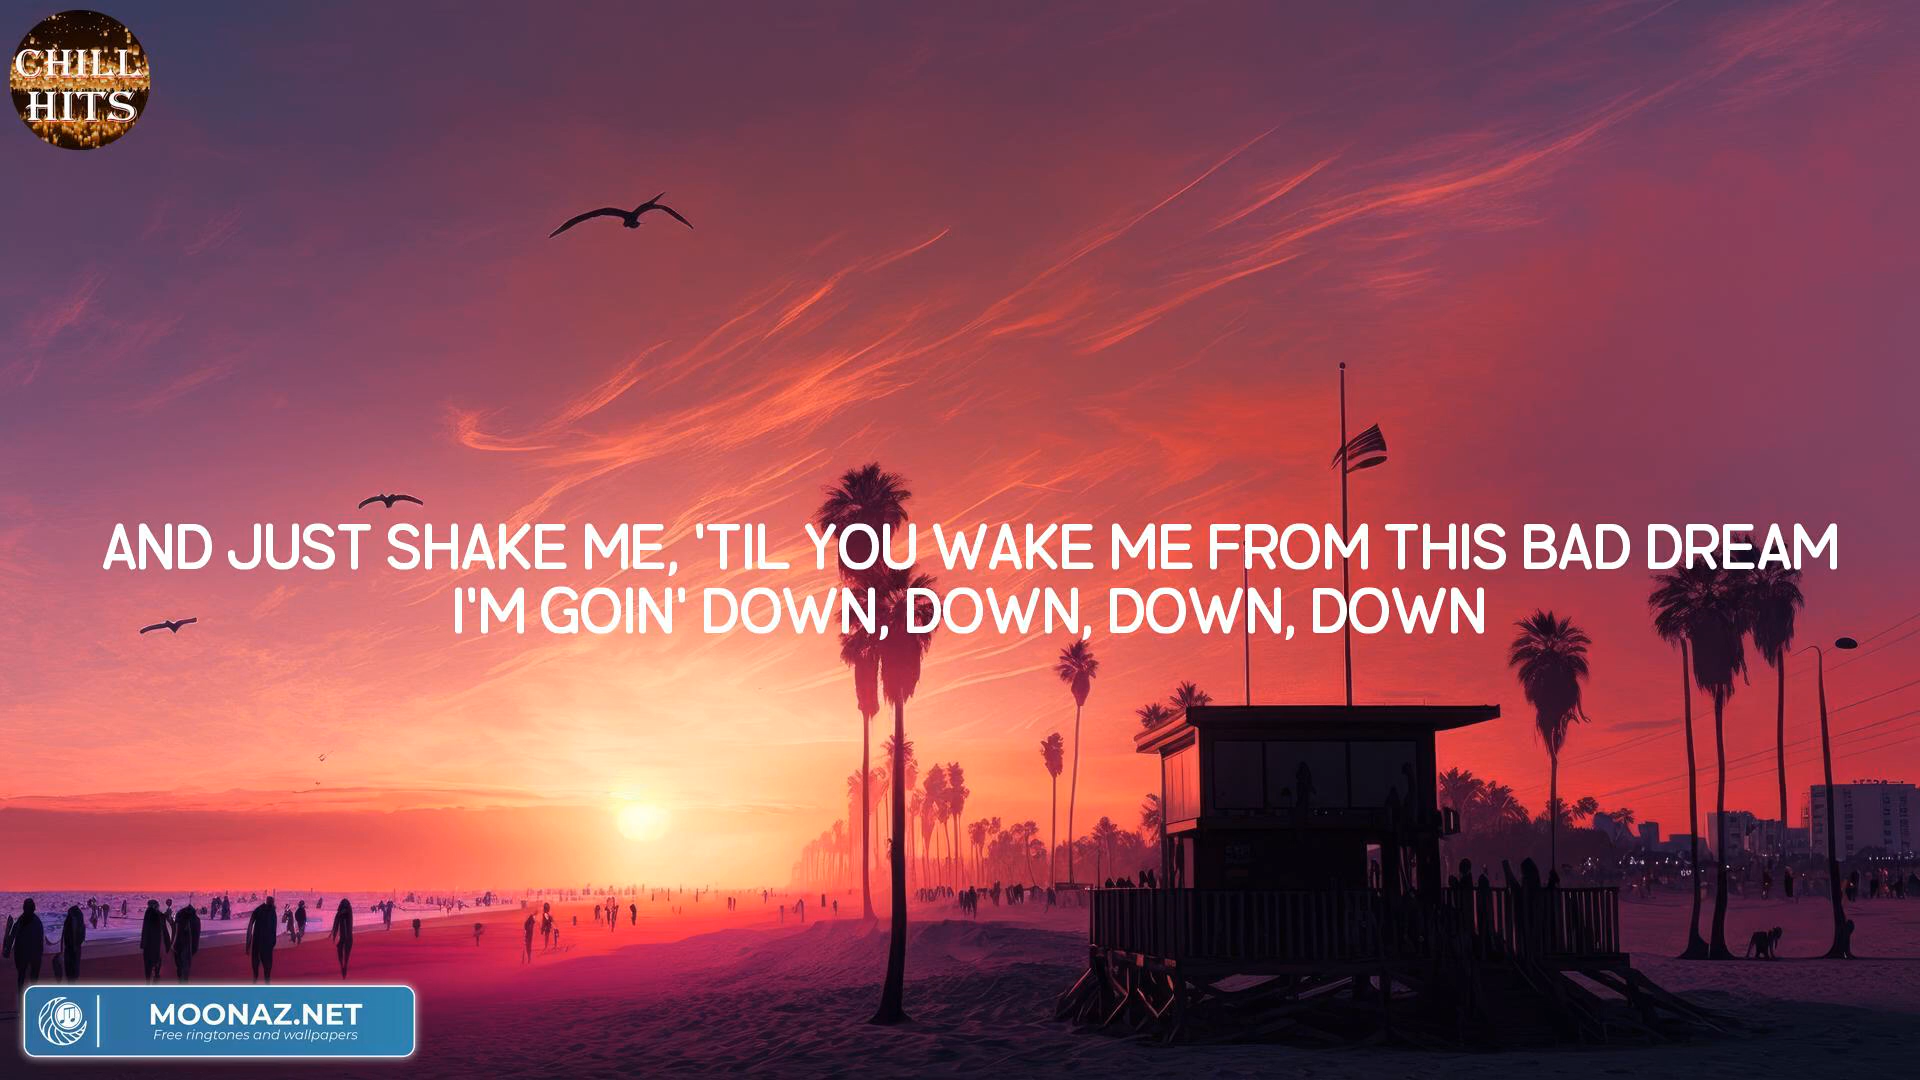 CHILL
HITS
AND JUST SHAKE ME, 'TIL YOU WAKE ME FROM THIS BAD DREAM
I'M GOIN' DOWN, DOWN, DOWN, DOWN
MOONAZ.NET
Free ringtones and wallpapers